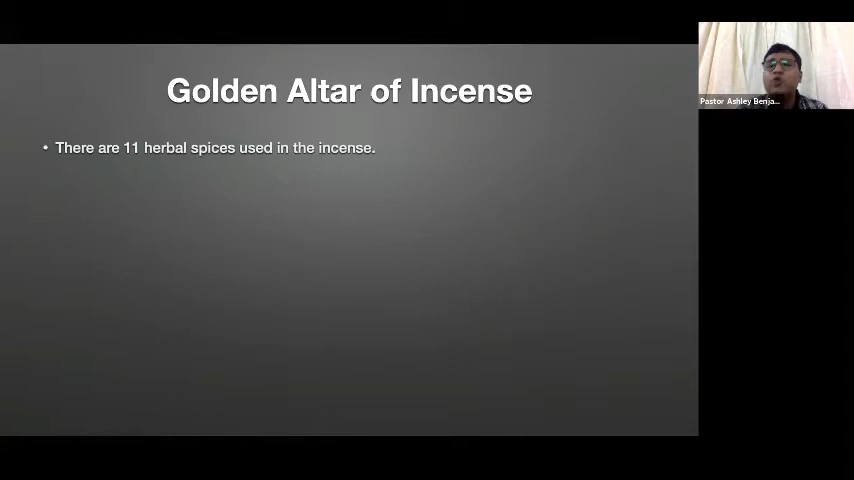 Golden Altar of Incense
• There are 11 herbal spices used in the incense.
Pastor Ashley Benja...